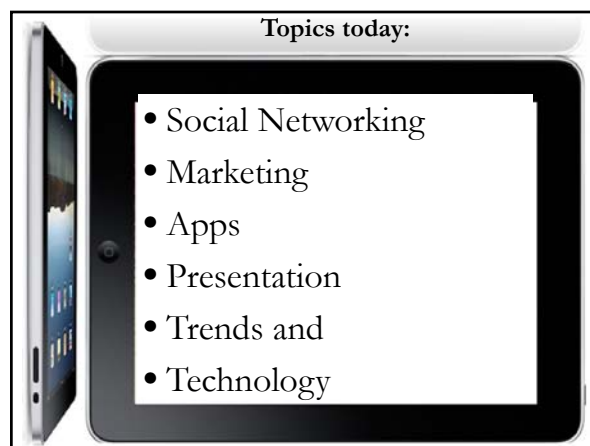 Topics today:
• Social Networking
• Marketing
• Apps
• Presentation
• Trends and
• Technology